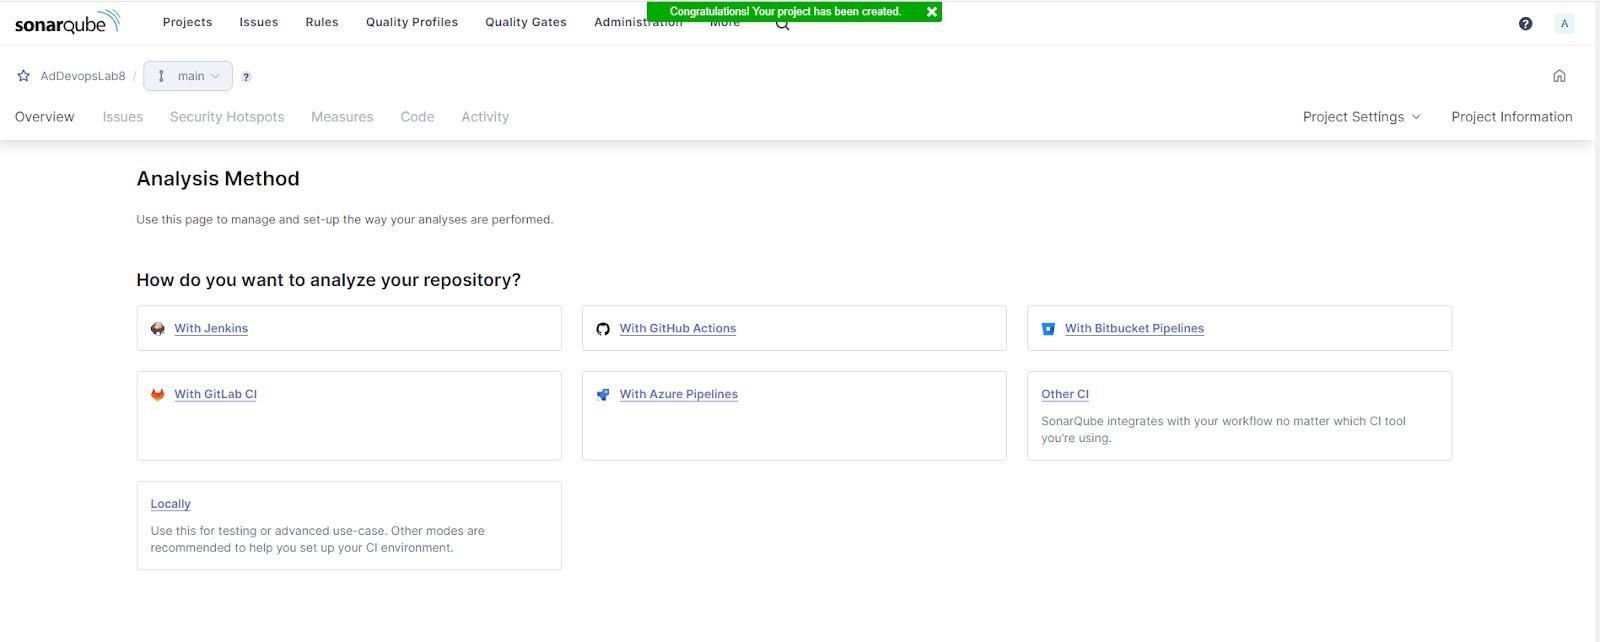 Congratulations! Your project has been created.
sonarqube Projects Issues Rules Quality Profiles Quality Gates Administration More A
AdDevopsLab8 / main
Overview Issues Security Hotspots Measures Code Activity Project Settings Project Information
Analysis Method
Use this page to manage and set-up the way your analyses are performed.
How do you want to analyze your repository?
With Jenkins
With GitHub Actions
With Bitbucket Pipelines
With GitLab CI
With Azure Pipelines
Other CI
SonarQube integrates with your workflow no matter which CI tool
you're using.
Locally
Use this for testing or advanced use-case. Other modes are
recommended to help you set up your CI environment.